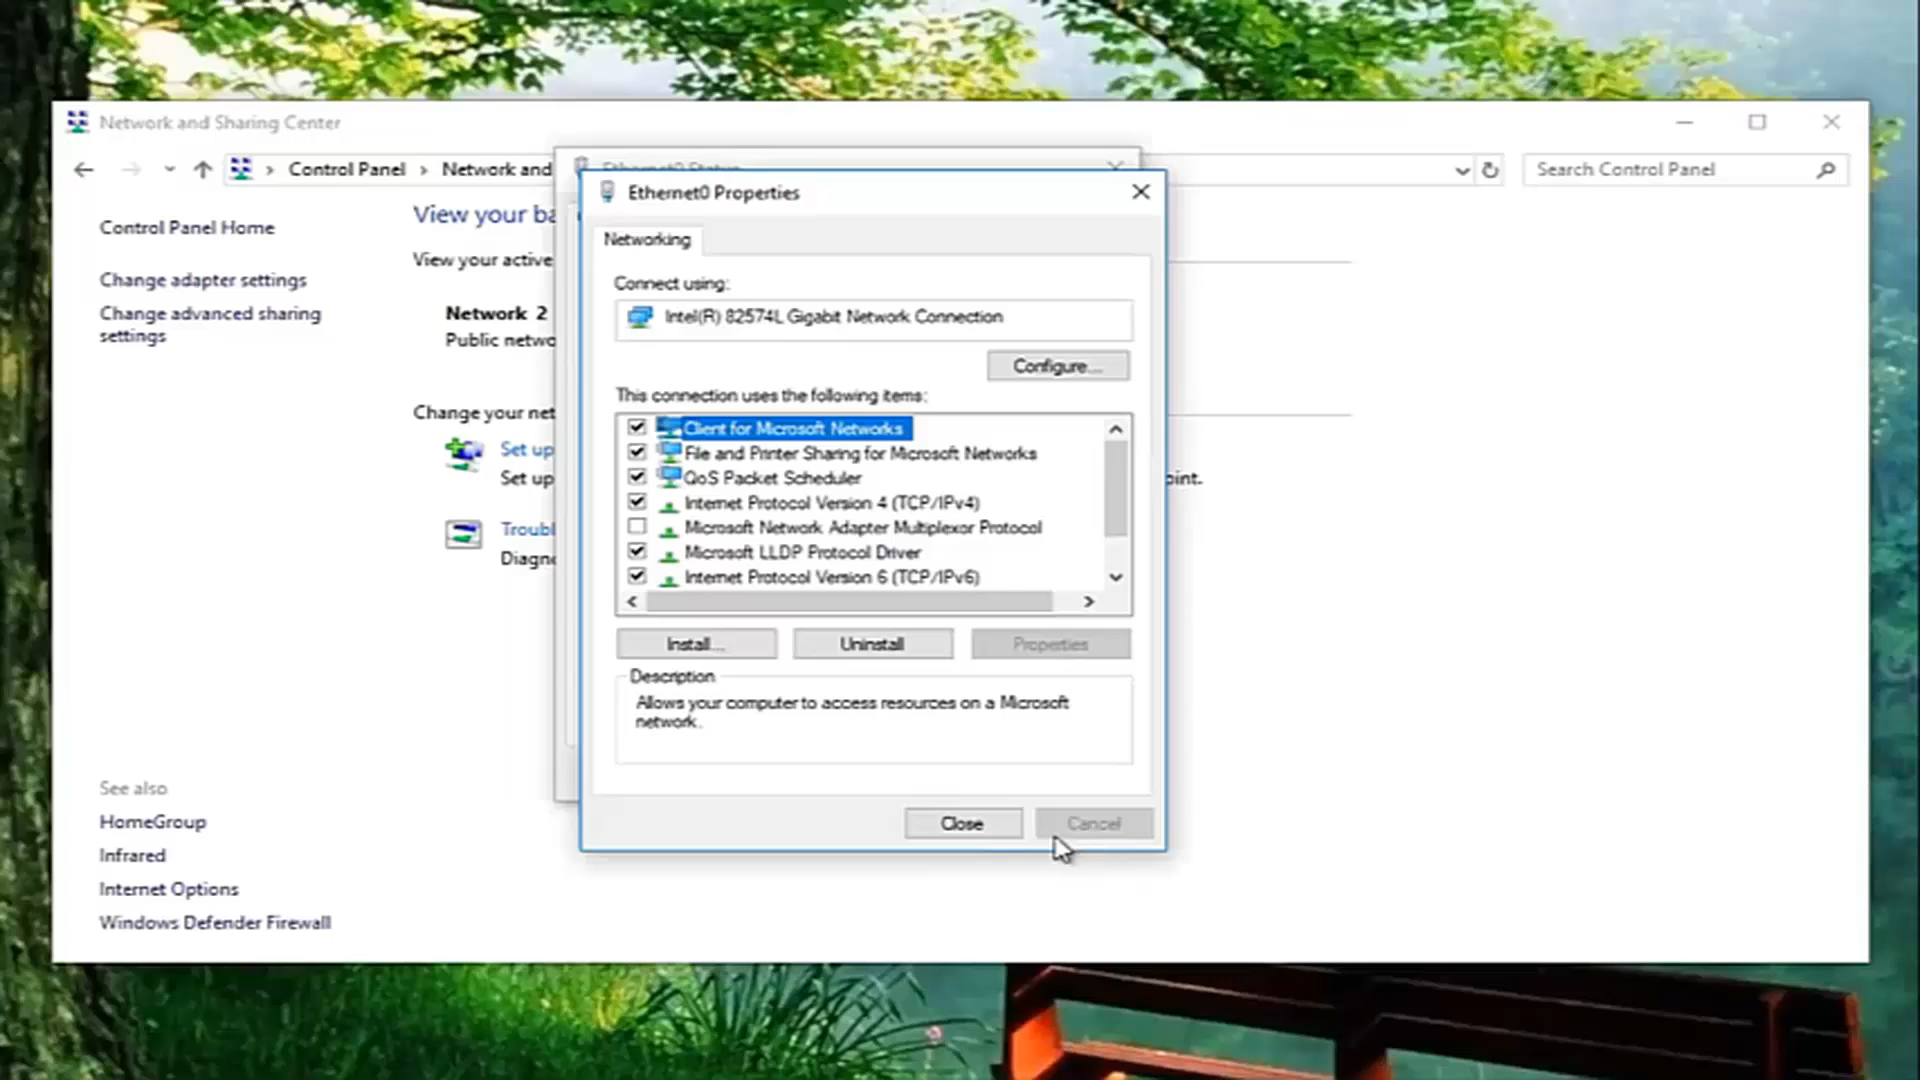 Network and Sharing Center
Control Panel
Network and
Search Control Panel
Control Panel Home
Change adapter settings
Change advanced sharing
settings
View your ba
View your active
Network 2
Public netwo
Change your net
Set up
Set up
point.
Troubl
Diagno
See also
HomeGroup
Infrared
Internet Options
Windows Defender Firewall
Ethernet0 Status
Ethernet0 Properties
Networking
Connect using:
Intel(R) 82574L Gigabit Network Connection
Configure...
This connection uses the following items:
Client for Microsoft Networks
File and Printer Sharing for Microsoft Networks
QoS Packet Scheduler
Internet Protocol Version 4 (TCP/IPv4)
Microsoft Network Adapter Multiplexor Protocol
Microsoft LLDP Protocol Driver
Internet Protocol Version 6 (TCP/IPv6)
Install...
Uninstall
Properties
Description
Allows your computer to access resources on a Microsoft
network.
Close
Cancel